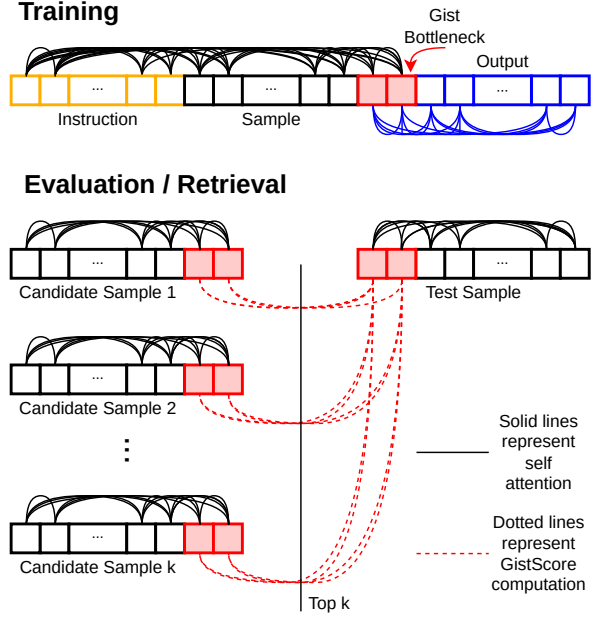 Training
Gist
Bottleneck
Output
...
...
...
Instruction
Sample
Evaluation / Retrieval
...
...
Candidate Sample 1
Test Sample
...
Candidate Sample 2
...
Solid lines
represent
self
attention
...
Candidate Sample k
Dotted lines
represent
GistScore
computation
Top k